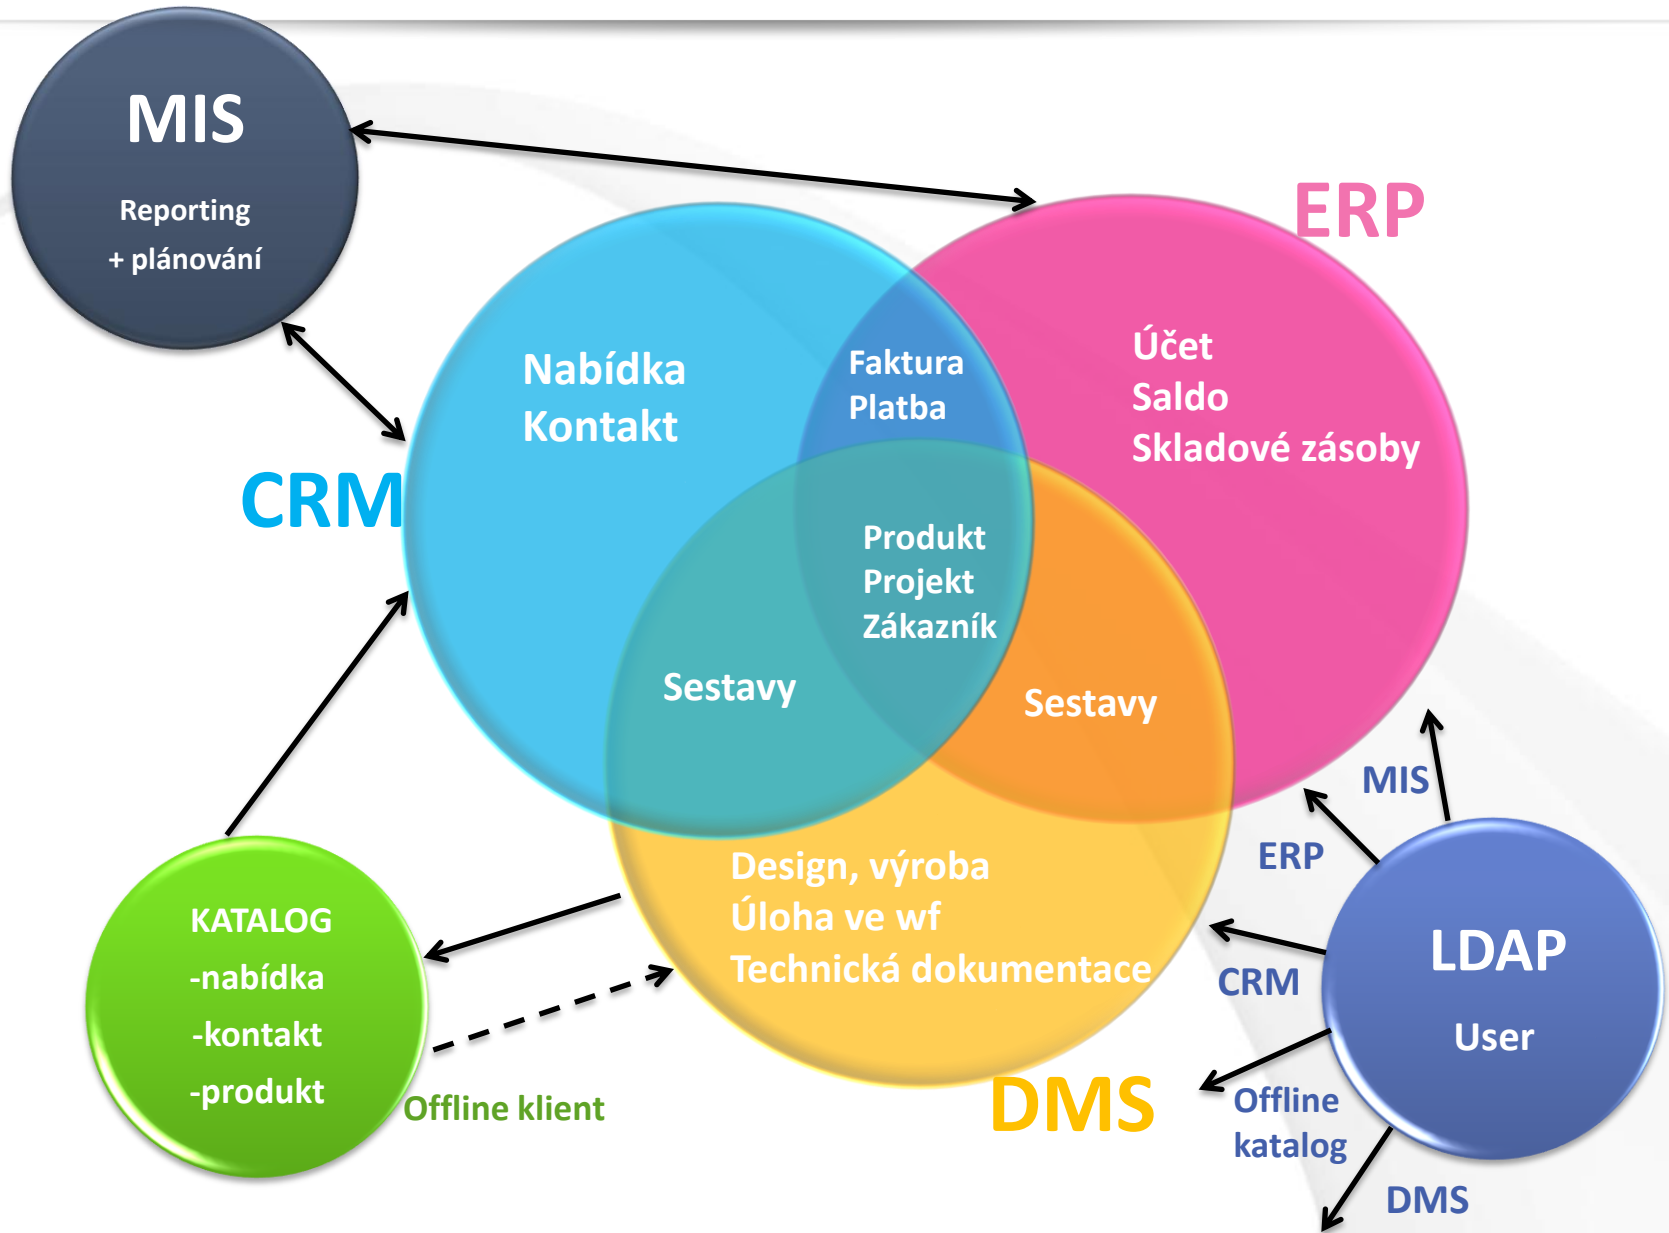 MIS
Reporting
+ plánování
ERP
Nabídka
Kontakt
Faktura
Platba
Účet
Saldo
Skladové zásoby
CRM
Produkt
Projekt
Zákazník
Sestavy
Sestavy
Design, výroba
Úloha ve wf
Technická dokumentace
DMS
KATALOG
-nabídka
-kontakt
-produkt
Offline klient
MIS
ERP
CRM
Offline
katalog
DMS
LDAP
User